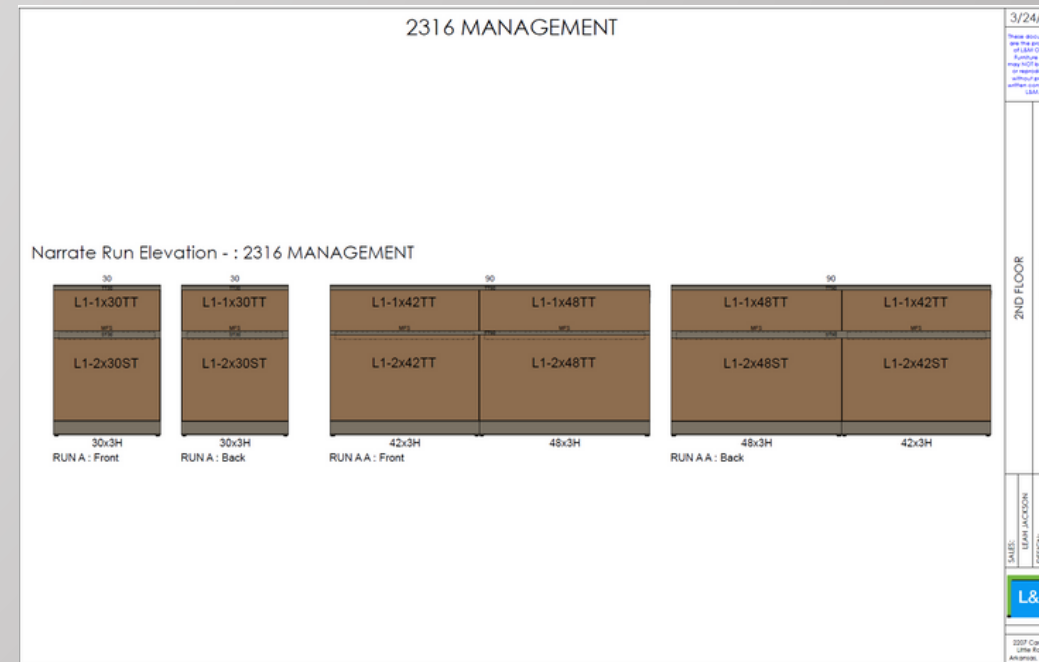 2316 MANAGEMENT
3/24/
Narrate Run Elevation - : 2316 MANAGEMENT
30
30
90
90
L1-1x30TT
L1-1x30TT
L1-1x42TT
L1-1x48TT
L1-1x48TT
L1-1x42TT
L1-2x30ST
L1-2x30ST
L1-2x42TT
L1-2x48TT
L1-2x48ST
L1-2x42ST
30x3H
30x3H
42x3H
48x3H
48x3H
42x3H
RUN A : Front
RUN A : Back
RUN A A : Front
RUN A A : Back
2ND FLOOR
SALES:
LEAH JACKSON
L&